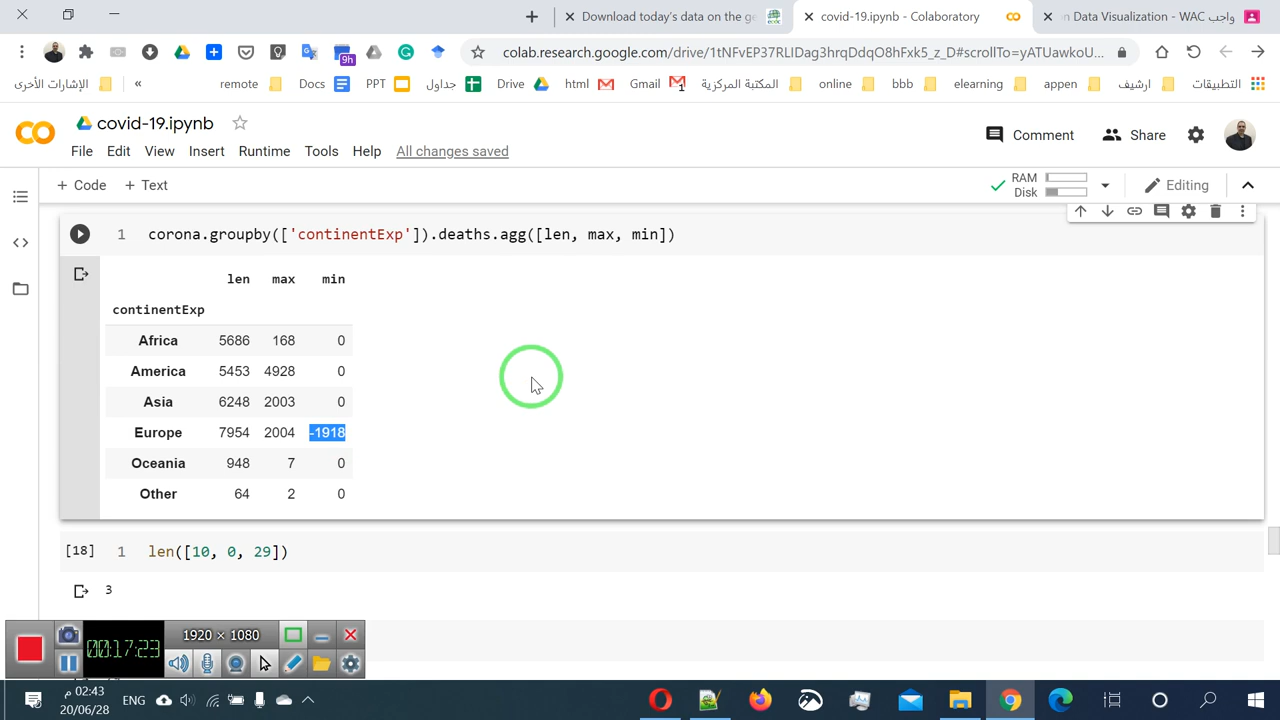 Download today's data on the ge
covid-19.ipynb - Colaboratory
n Data Visualization - WAC واجب
9h
colab.research.google.com/drive/1tNFvEP37RLIDag3hrqDdqO8hFxK5_z_D#scrollTo=yATUawkoU...
الإشارات الأخرى
«
remote
Docs
PPT
جداول
Drive
html
Gmail
المكتبة المركزية
online
bbb
elearning
appen
ارشيف
التطبيقات
covid-19.ipynb
Comment
Share
File Edit View Insert Runtime Tools Help All changes saved
+ Code + Text
RAM
Disk
Editing
1 corona.groupby(['continentExp']).deaths.agg([len, max, min])
len max min
continentExp
Africa 5686 168 0
America 5453 4928 0
Asia 6248 2003 0
Europe 7954 2004 -1918
Oceania 948 7 0
Other 64 2 0
[18] 1 len([10, 0, 29])
3
1920 × 1080
00:17:23
02:43 م
20/06/28
ENG